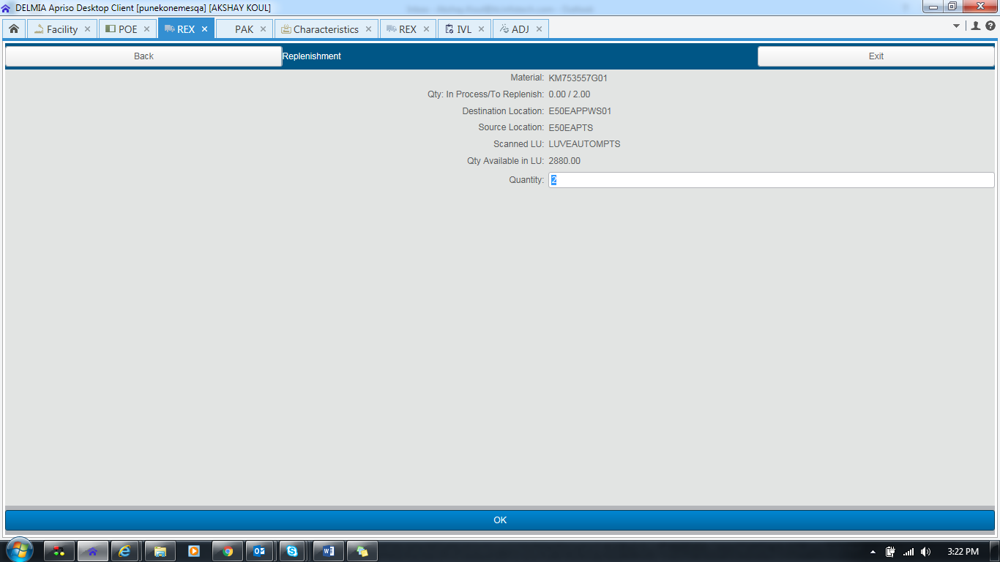 DELMIA Apriso Desktop Client [punekonemesqa] [AKSHAY KOUL]
Facility POE REX PAK Characteristics REX IVL ADJ
Back Replenishment Exit
Material: KM753557G01
Qty: In Process/To Replenish: 0.00 / 2.00
Destination Location: E50EAPPWS01
Source Location: E50EAPTS
Scanned LU: LUVEAUTOMPTS
Qty Available in LU: 2880.00
Quantity: 2
OK
3:22 PM